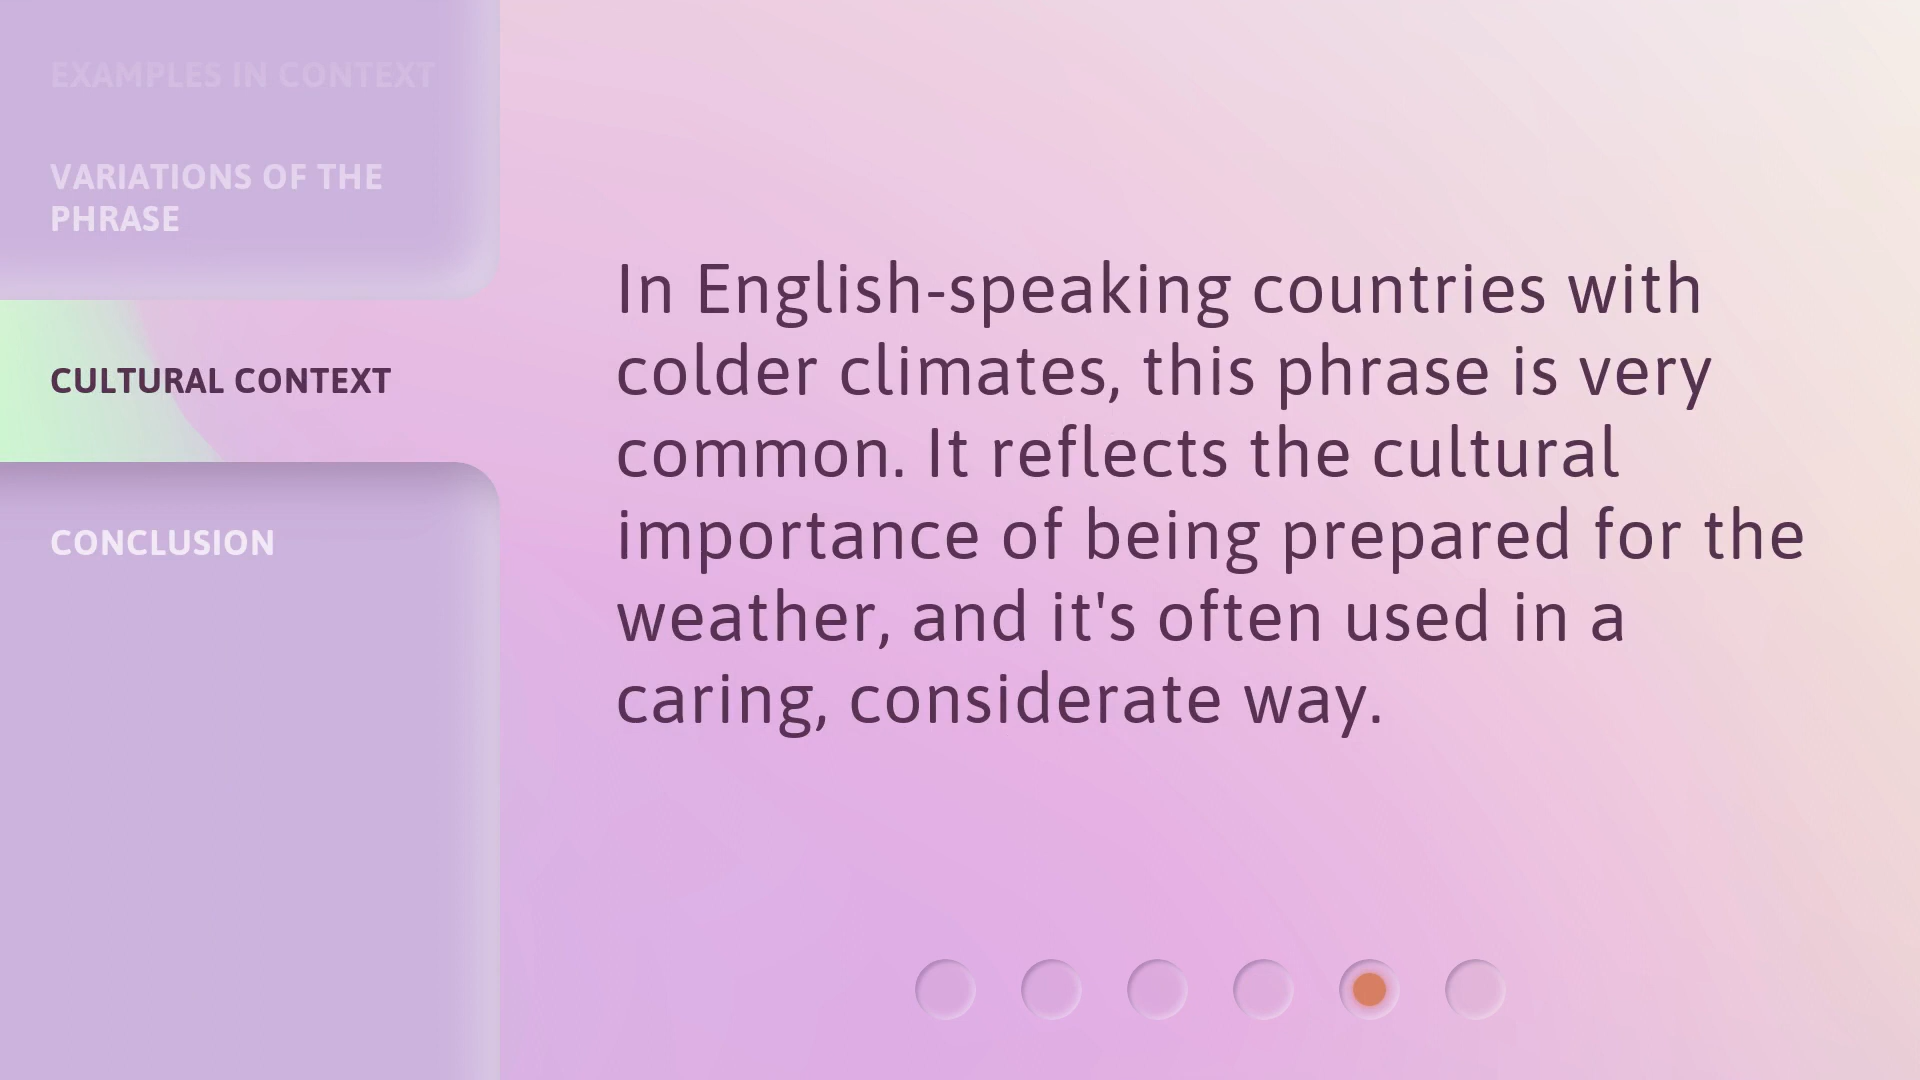 EXAMPLES IN CONTEXT
VARIATIONS OF THE
PHRASE
CULTURAL CONTEXT
CONCLUSION
In English-speaking countries with
colder climates, this phrase is very
common. It reflects the cultural
importance of being prepared for the
weather, and it's often used in a
caring, considerate way.